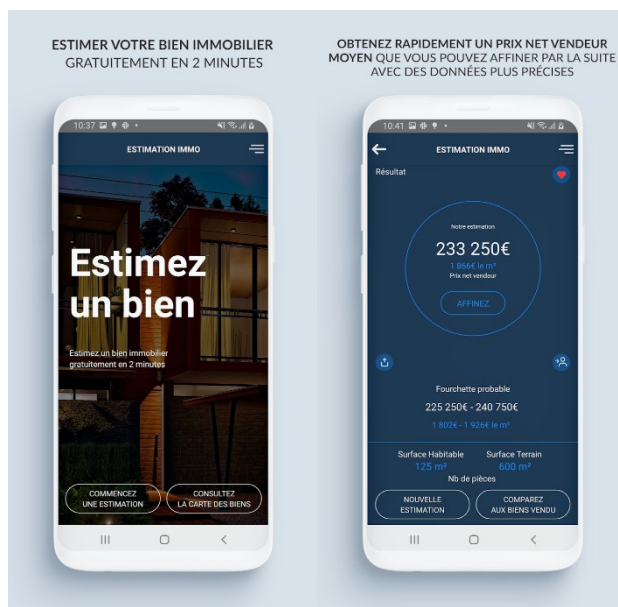 ESTIMER VOTRE BIEN IMMOBILIER
GRATUITEMENT EN 2 MINUTES
10:37
ESTIMATION IMMO
Estimez
un bien
Estimez un bien immobilier
gratuitement en 2 minutes
COMMENCEZ
UNE ESTIMATION
CONSULTEZ
LA CARTE DES BIENS
OBTENEZ RAPIDEMENT UN PRIX NET VENDEUR
MOYEN QUE VOUS POUVEZ AFFINER PAR LA SUITE
AVEC DES DONNÉES PLUS PRÉCISES
10:41
ESTIMATION IMMO
Résultat
Notre estimation
233 250€
1 866€ le m²
Prix net vendeur
AFFINEZ
Fourchette probable
225 250€ - 240 750€
1 802€ - 1 926€ le m²
Surface Habitable Surface Terrain
125 m² 600 m²
Nb de pièces
NOUVELLE
ESTIMATION
COMPAREZ
AUX BIENS VENDU